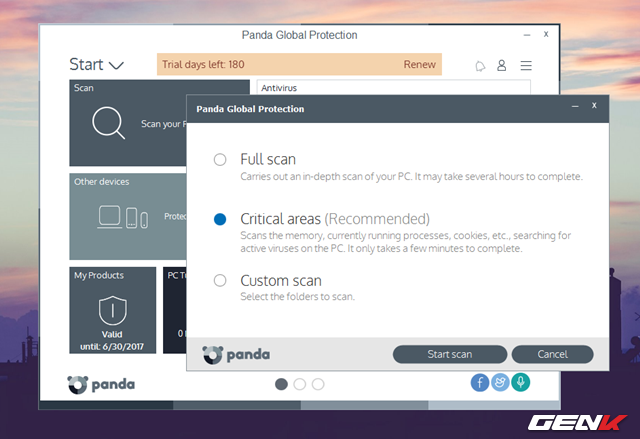 Panda Global Protection
Start
Trial days left: 180 Renew
Scan
Antivirus
Scan your
Panda Global Protection
Full scan
Carries out an in-depth scan of your PC. It may take several hours to complete.
Critical areas (Recommended)
Scans the memory, currently running processes, cookies, etc., searching for
active viruses on the PC. It only takes a few minutes to complete.
Custom scan
Select the folders to scan.
panda
Start scan
Cancel
Other devices
My Products
Valid
until: 6/30/2017
PC
0
panda
GENK